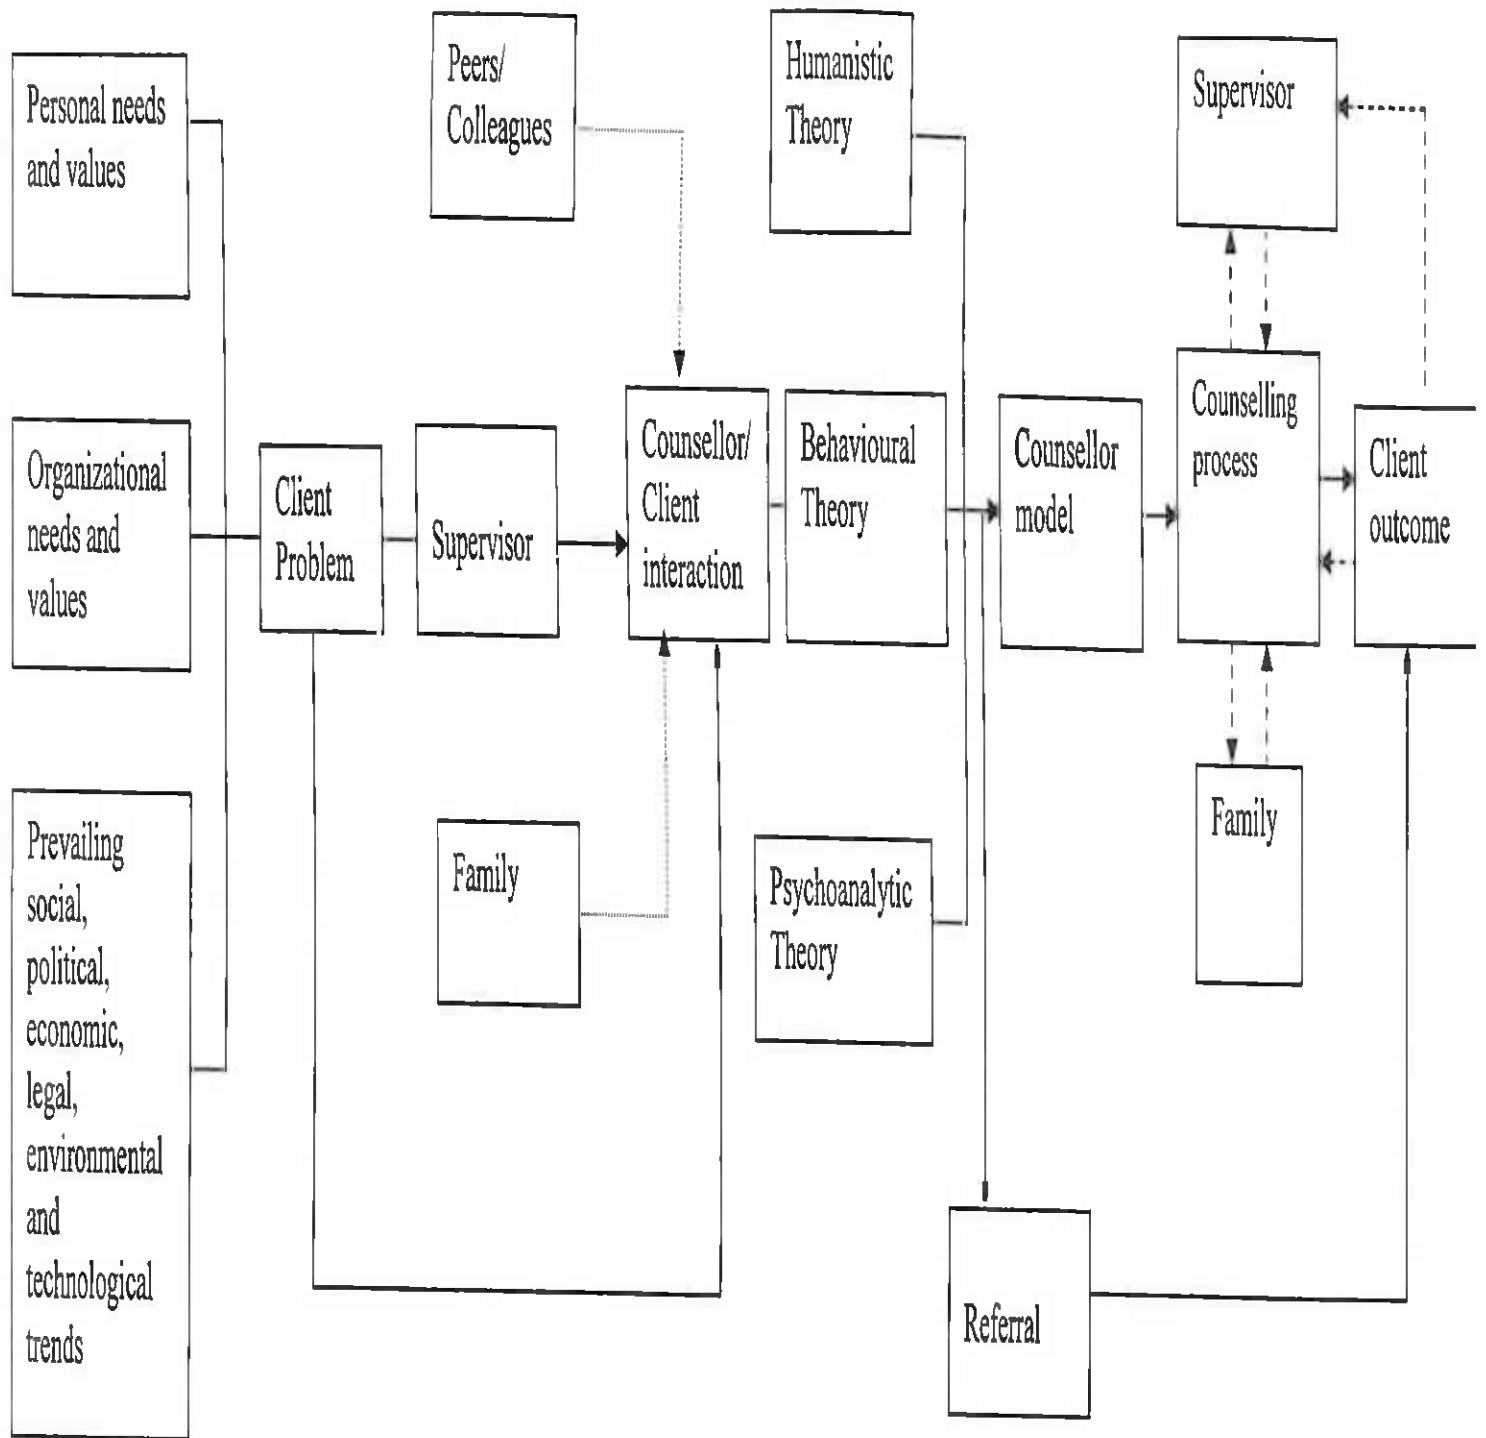 Personal needs
and values
Organizational
needs and
values
Prevailing
social,
political,
economic,
legal,
environmental
and
technological
trends
Client
Problem
Peers/
Colleagues
Supervisor
Family
Counsellor/
Client
interaction
Humanistic
Theory
Behavioural
Theory
Psychoanalytic
Theory
Counsellor
model
Referral
Supervisor
Counselling
process
Family
Client
outcome